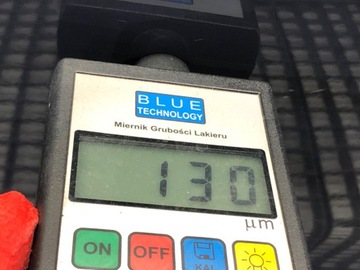 BLUE
TECHNOLOGY
Miernik Grubości Lakieru
130
μm
ON OFF KAL